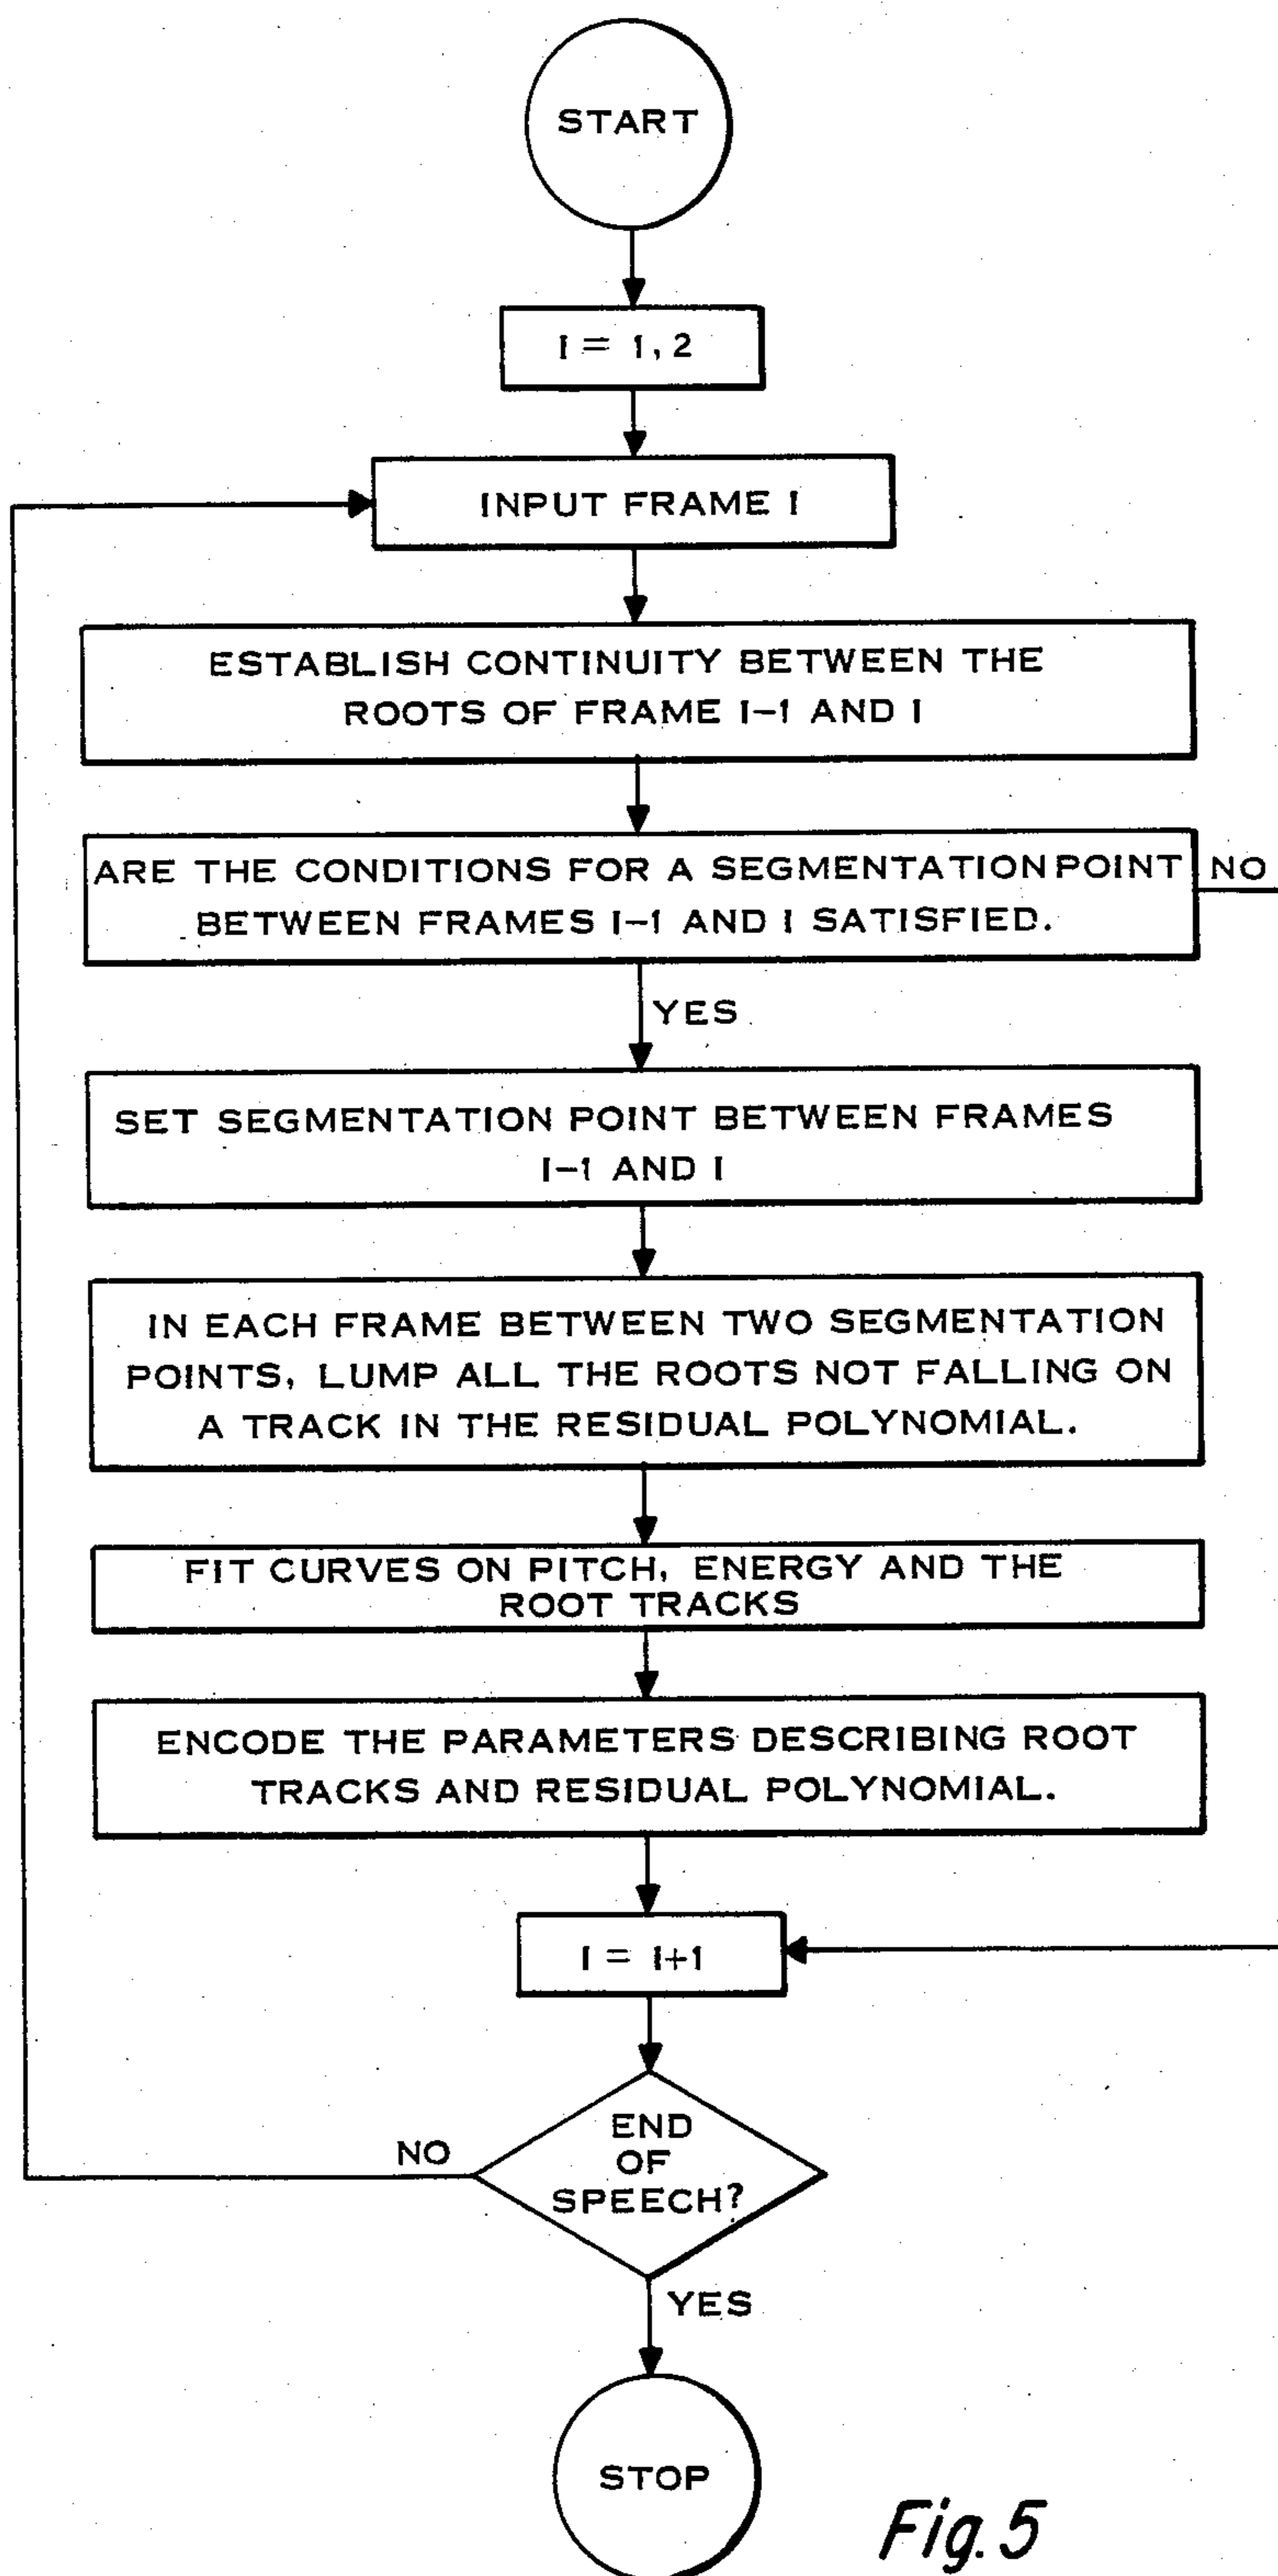 START
I = 1, 2
INPUT FRAME I
ESTABLISH CONTINUITY BETWEEN THE
ROOTS OF FRAME I-1 AND I
ARE THE CONDITIONS FOR A SEGMENTATION POINT
BETWEEN FRAMES I-1 AND I SATISFIED.
NO
YES
SET SEGMENTATION POINT BETWEEN FRAMES
I-1 AND I
IN EACH FRAME BETWEEN TWO SEGMENTATION
POINTS, LUMP ALL THE ROOTS NOT FALLING ON
A TRACK IN THE RESIDUAL POLYNOMIAL.
FIT CURVES ON PITCH, ENERGY AND THE
ROOT TRACKS
ENCODE THE PARAMETERS DESCRIBING ROOT
TRACKS AND RESIDUAL POLYNOMIAL.
I = I+1
END
OF
SPEECH?
NO
YES
STOP
Fig. 5